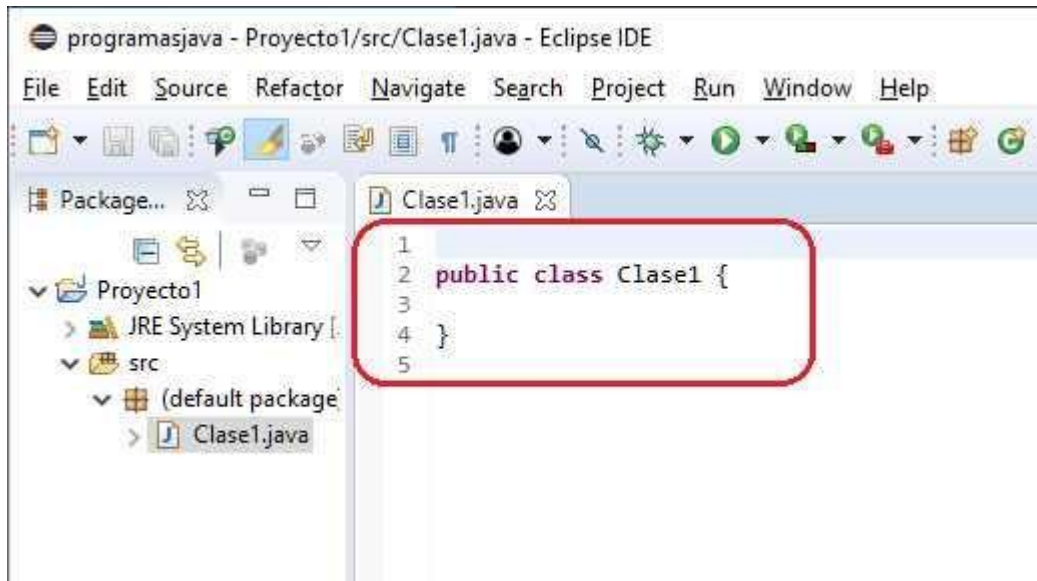 programasjava - Proyecto1/src/Clase1.java - Eclipse IDE
File Edit Source Refactor Navigate Search Project Run Window Help
Package...
Clase1.java
Proyecto1
JRE System Library [.
src
(default package
Clase1.java
1
2 public class Clase1 {
3
4 }
5